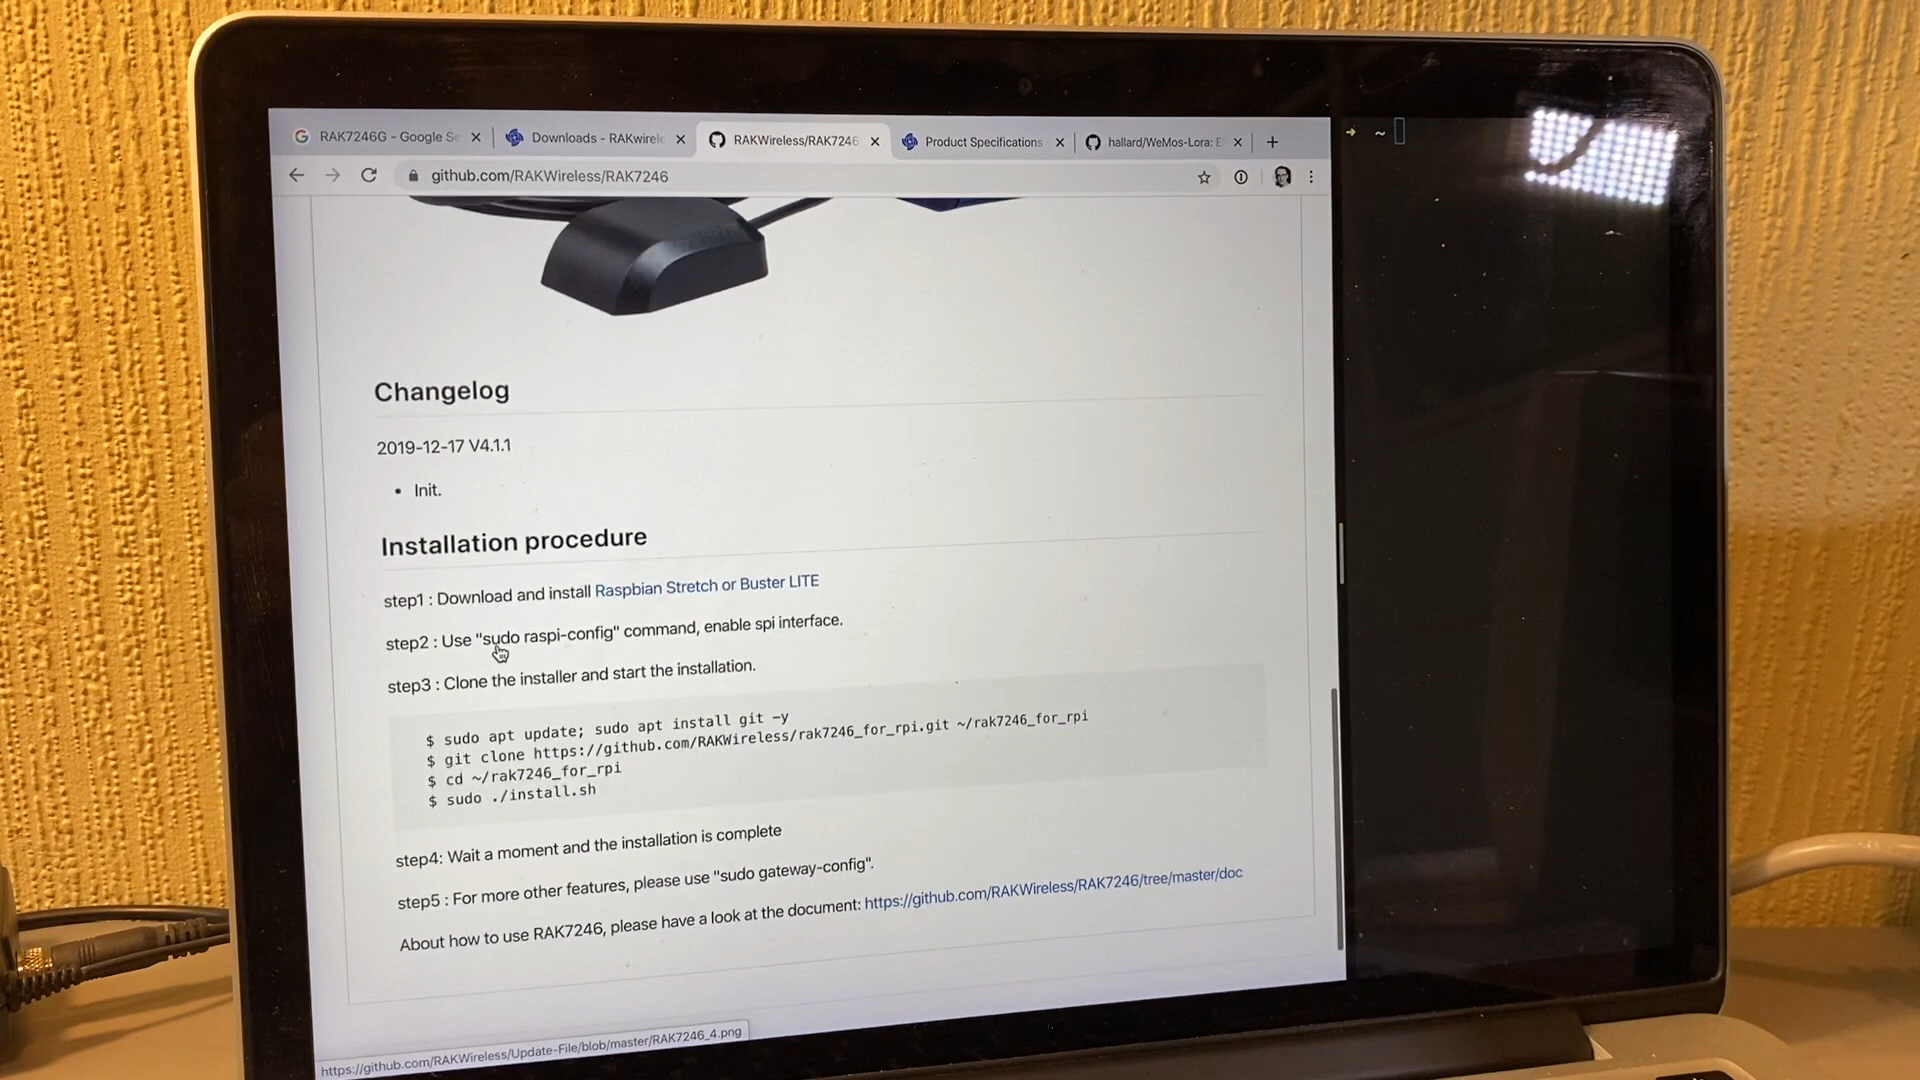 RAK7246G - Google Se
Downloads - RAKwirele
RAKWireless/RAK7246
Product Specifications
hallard/WeMos-Lora: E
~
github.com/RAKWireless/RAK7246
Changelog
2019-12-17 V4.1.1
• Init.
Installation procedure
step1 : Download and install Raspbian Stretch or Buster LITE
step2 : Use "sudo raspi-config" command, enable spi interface.
step3 : Clone the installer and start the installation.
$ sudo apt update; sudo apt install git -y
$ git clone https://github.com/RAKWireless/rak7246_for_rpi.git ~/rak7246_for_rpi
$ cd ~/rak7246_for_rpi
$ sudo ./install.sh
step4: Wait a moment and the installation is complete
step5 : For more other features, please use "sudo gateway-config".
About how to use RAK7246, please have a look at the document: https://github.com/RAKWireless/RAK7246/tree/master/doc
https://github.com/RAKWireless/Update-File/blob/master/RAK7246_4.png